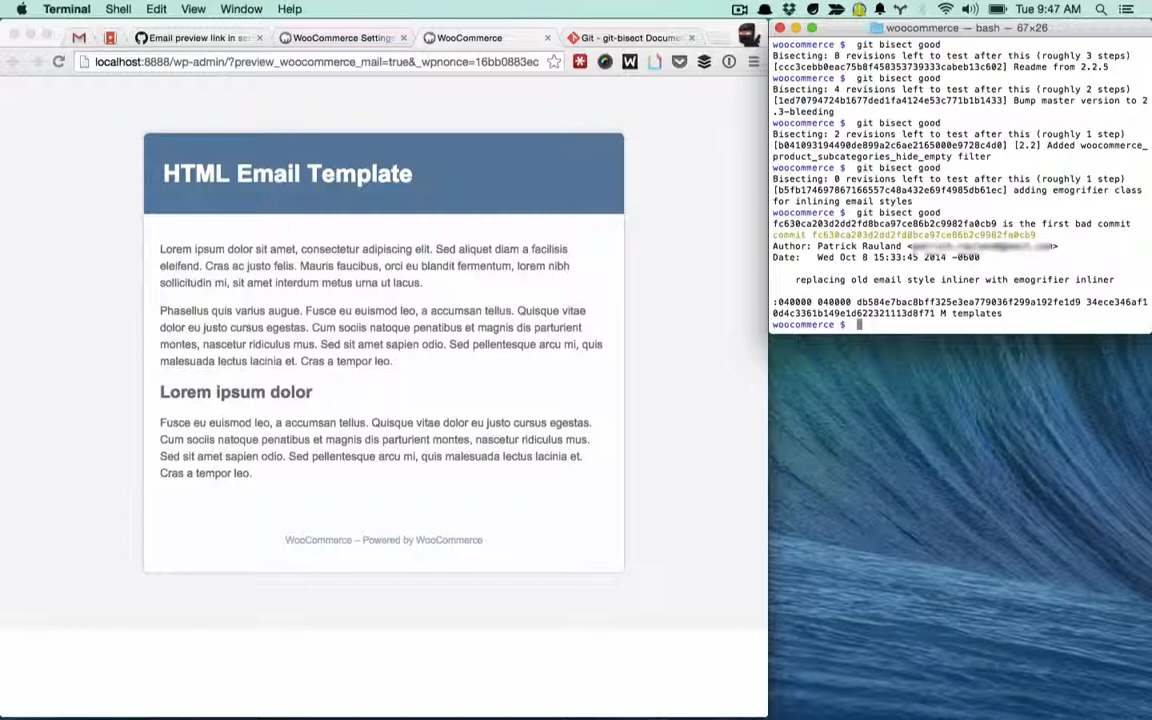 Terminal Shell Edit View Window Help
Tue 9:47 AM
Email preview link in se
WooCommerce Settings
WooCommerce
Git - git-bisect Docume
localhost:8888/wp-admin/?preview_woocommerce_mail=true&_wpnonce=16bb0883ec
HTML Email Template
Lorem ipsum dolor sit amet, consectetur adipiscing elit. Sed aliquet diam a facilisis
eleifend. Cras ac justo felis. Mauris faucibus, orci eu blandit fermentum, lorem nibh
sollicitudin mi, sit amet interdum metus urna ut lacus.
Phasellus quis varius augue. Fusce eu euismod leo, a accumsan tellus. Quisque vitae dolor
eu justo cursus egestas. Cum sociis natoque penatibus et magnis dis parturient
montes, nascetur ridiculus mus. Sed sit amet sapien odio. Sed pellentesque arcu mi, quis
malesuada lectus lacinia et. Cras a tempor leo.
Lorem ipsum dolor
Fusce eu euismod leo, a accumsan tellus. Quisque vitae dolor eu justo cursus egestas.
Cum sociis natoque penatibus et magnis dis parturient montes, nascetur ridiculus mus.
Sed sit amet sapien odio. Sed pellentesque arcu mi, quis malesuada lectus lacinia et.
Cras a tempor leo.
WooCommerce – Powered by WooCommerce
woocommerce — bash — 67×26
woocommerce $ git bisect good
Bisecting: 8 revisions left to test after this (roughly 3 steps)
[ccc3cebb0eac75b8f458353739333cabeb13c602] Readme from 2.2.5
woocommerce $ git bisect good
Bisecting: 4 revisions left to test after this (roughly 2 steps)
[1ed70794724b1677ded1fa4124e53c771b1b1433] Bump master version to 2
.3-bleeding
woocommerce $ git bisect good
Bisecting: 2 revisions left to test after this (roughly 1 step)
[b041093194490de899a2c6ae2165000e9728c4d0] [2.2] Added woocommerce_
product_subcategories_hide_empty filter
woocommerce $ git bisect good
Bisecting: 0 revisions left to test after this (roughly 1 step)
[b5fb174697867166557c48a432e69f4985db61ec] adding emogrifier class
for inlining email styles
woocommerce $ git bisect good
fc630ca203d2dd2fd8bca97ce86b2c9982fa0cb9 is the first bad commit
commit fc630ca203d2dd2fd8bca97ce86b2c9982fa0cb9
Author: Patrick Rauland <
Date: Wed Oct 8 15:33:45 2014 -0600
replacing old email style inliner with emogrifier inliner
:040000 040000 db584e7bac8bff325e3ea779036f299a192fe1d9 34ece346af1
0d4c3361b149e1d622321113d8f71 M templates
woocommerce $